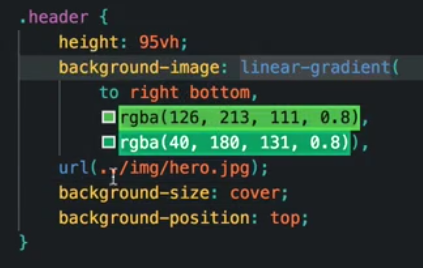 .header {
height: 95vh;
background-image: linear-gradient(
to right bottom,
rgba(126, 213, 111, 0.8),
rgba(40, 180, 131, 0.8)),
url(../img/hero.jpg);
background-size: cover;
background-position: top;
}